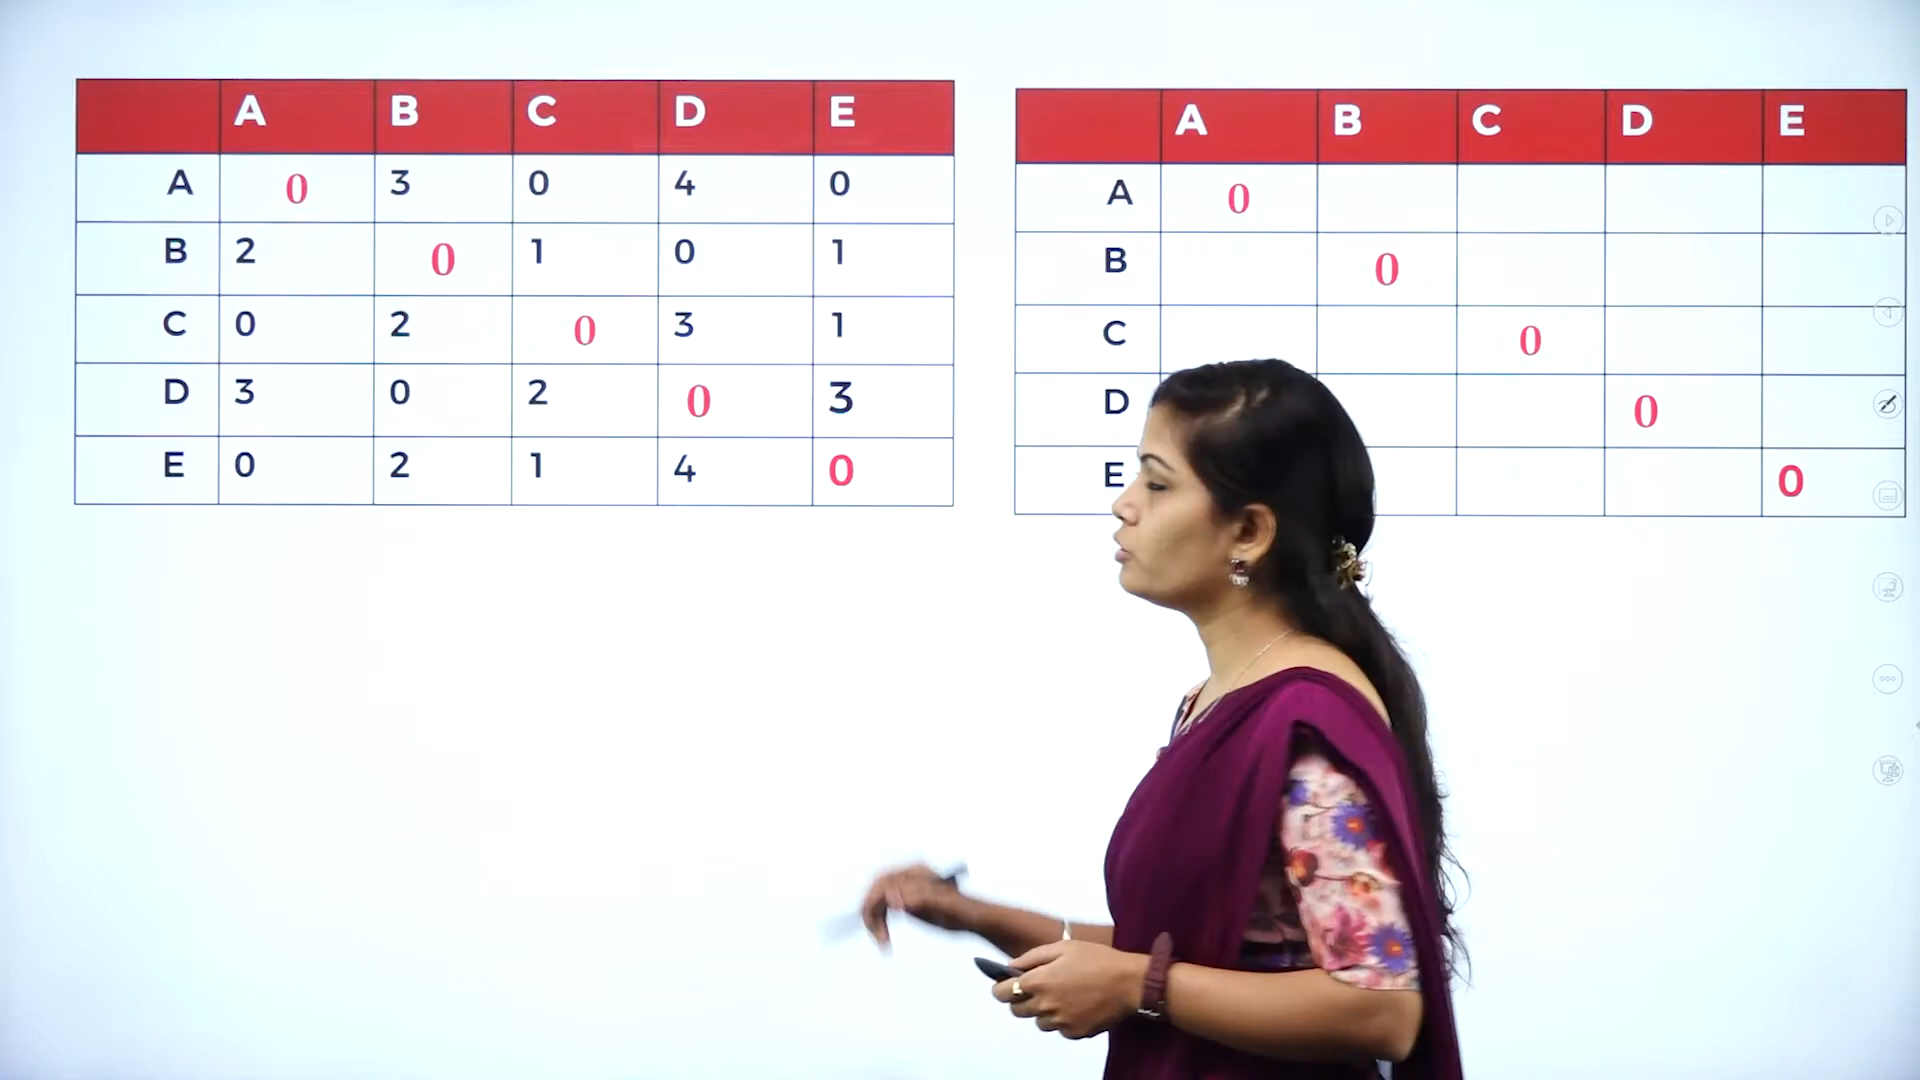 A B C D E
A 0 3 0 4 0
B 2 0 1 0 1
C 0 2 0 3 1
D 3 0 2 0 3
E 0 2 1 4 0
A B C D E
A 0
B 0
C 0
D 0
E 0